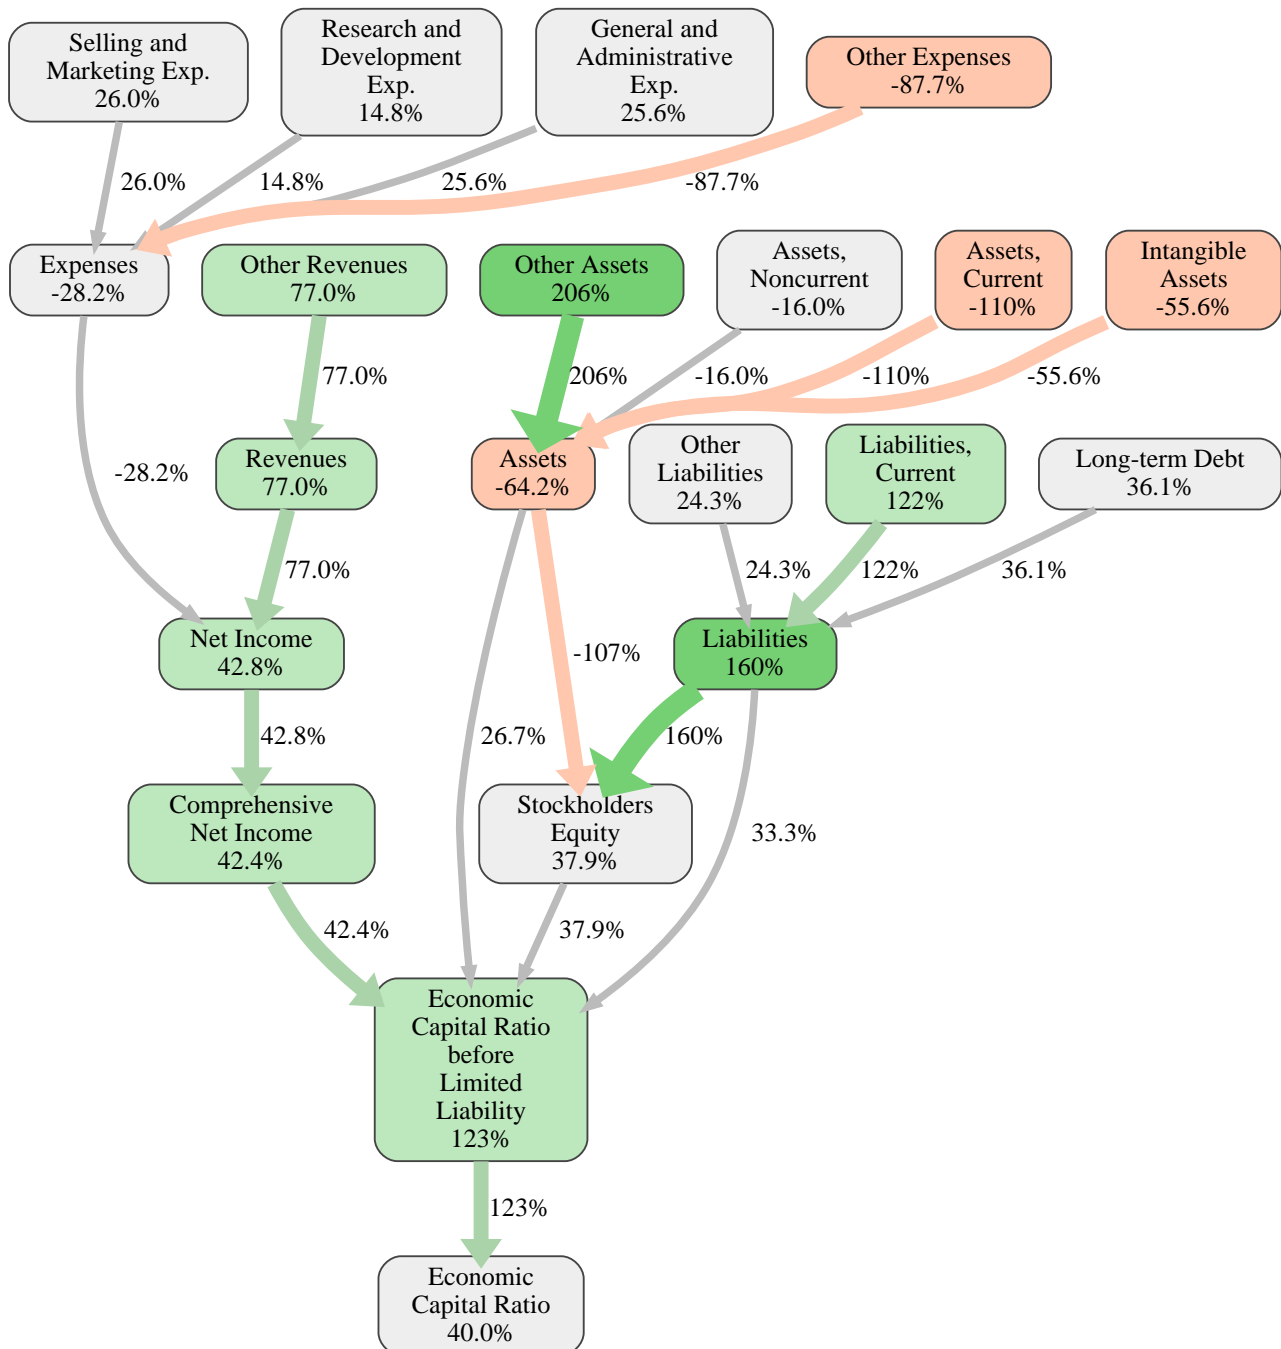 Selling and
Marketing Exp.
26.0%
Research and
Development
Exp.
14.8%
General and
Administrative
Exp.
25.6%
Other Expenses
-87.7%
26.0%
14.8%
25.6%
-87.7%
Expenses
-28.2%
Other Revenues
77.0%
Other Assets
206%
Assets,
Noncurrent
-16.0%
Assets,
Current
-110%
Intangible
Assets
-55.6%
77.0%
206%
-16.0%
-110%
-55.6%
-28.2%
Revenues
77.0%
Assets
-64.2%
Other
Liabilities
24.3%
Liabilities,
Current
122%
Long-term Debt
36.1%
77.0%
24.3%
122%
36.1%
Net Income
42.8%
-107%
Liabilities
160%
42.8%
26.7%
160%
Comprehensive
Net Income
42.4%
Stockholders
Equity
37.9%
33.3%
42.4%
37.9%
Economic
Capital Ratio
before
Limited
Liability
123%
123%
Economic
Capital Ratio
40.0%